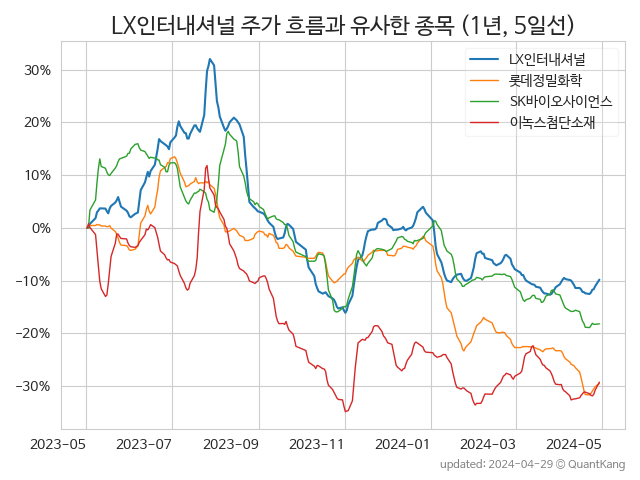 LX인터내셔널 주가 흐름과 유사한 종목 (1년, 5일선)
LX인터내셔널
롯데정밀화학
SK바이오사이언스
이녹스첨단소재
30%
20%
10%
0%
−10%
−20%
−30%
2023-05
2023-07
2023-09
2023-11
2024-01
2024-03
2024-05
updated: 2024-04-29 © QuantKang